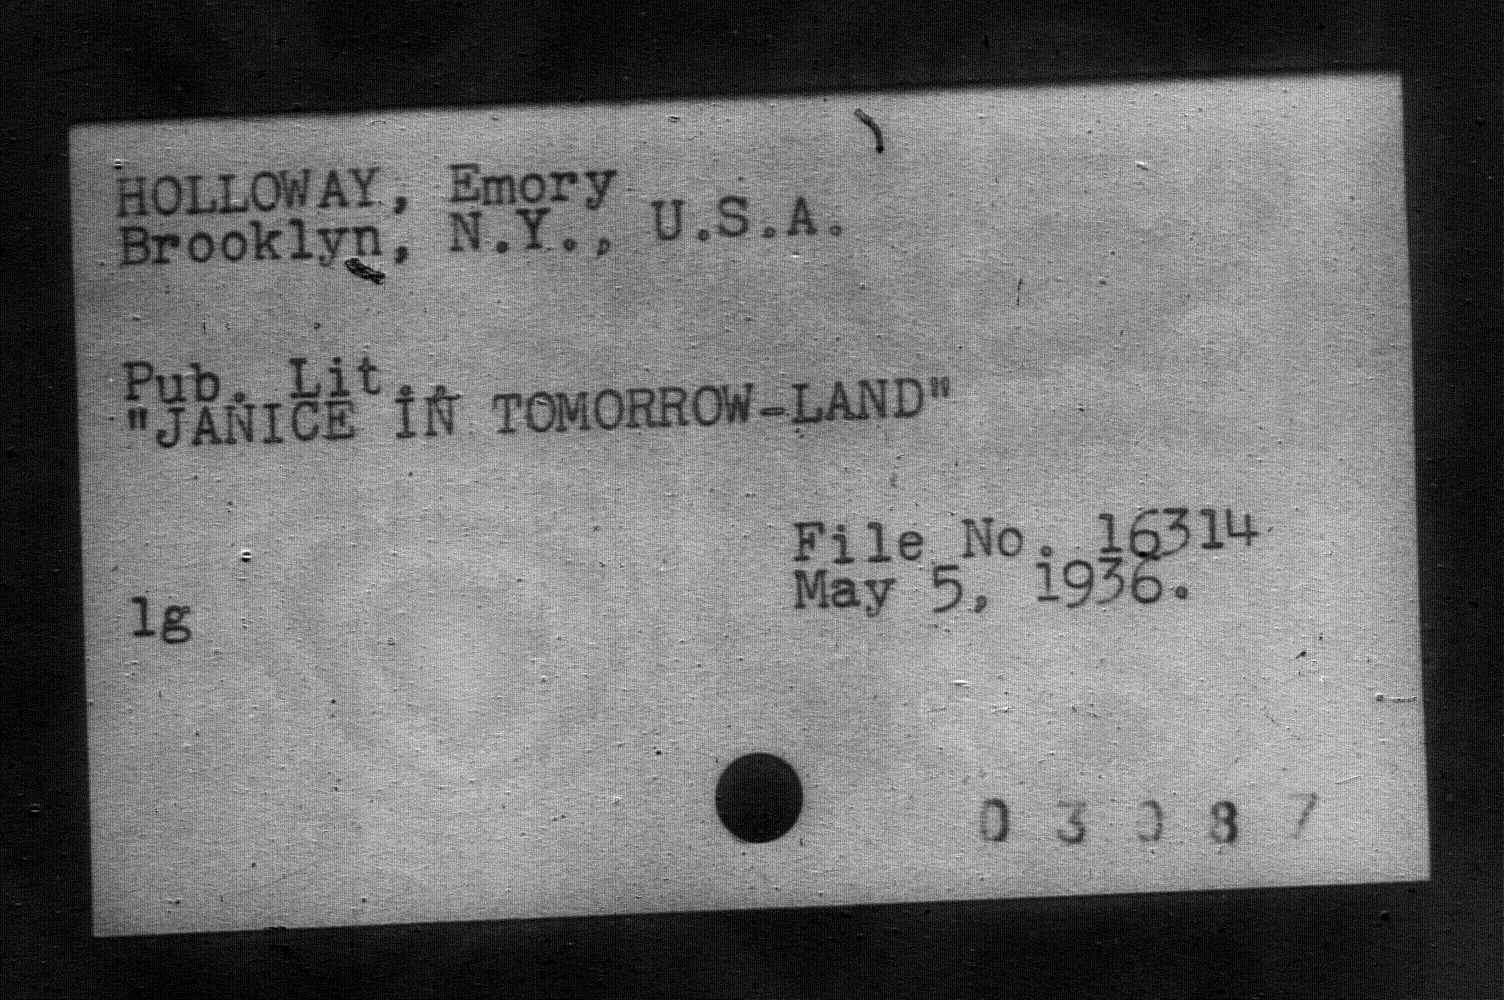 HOLLOWAY, Emory
Brooklyn, N.Y., U.S.A.
Pub. Lit..
"JANICE IN TOMORROW-LAND"
File No. 16314
May 5, 1936.
lg
0 3 0 8 7